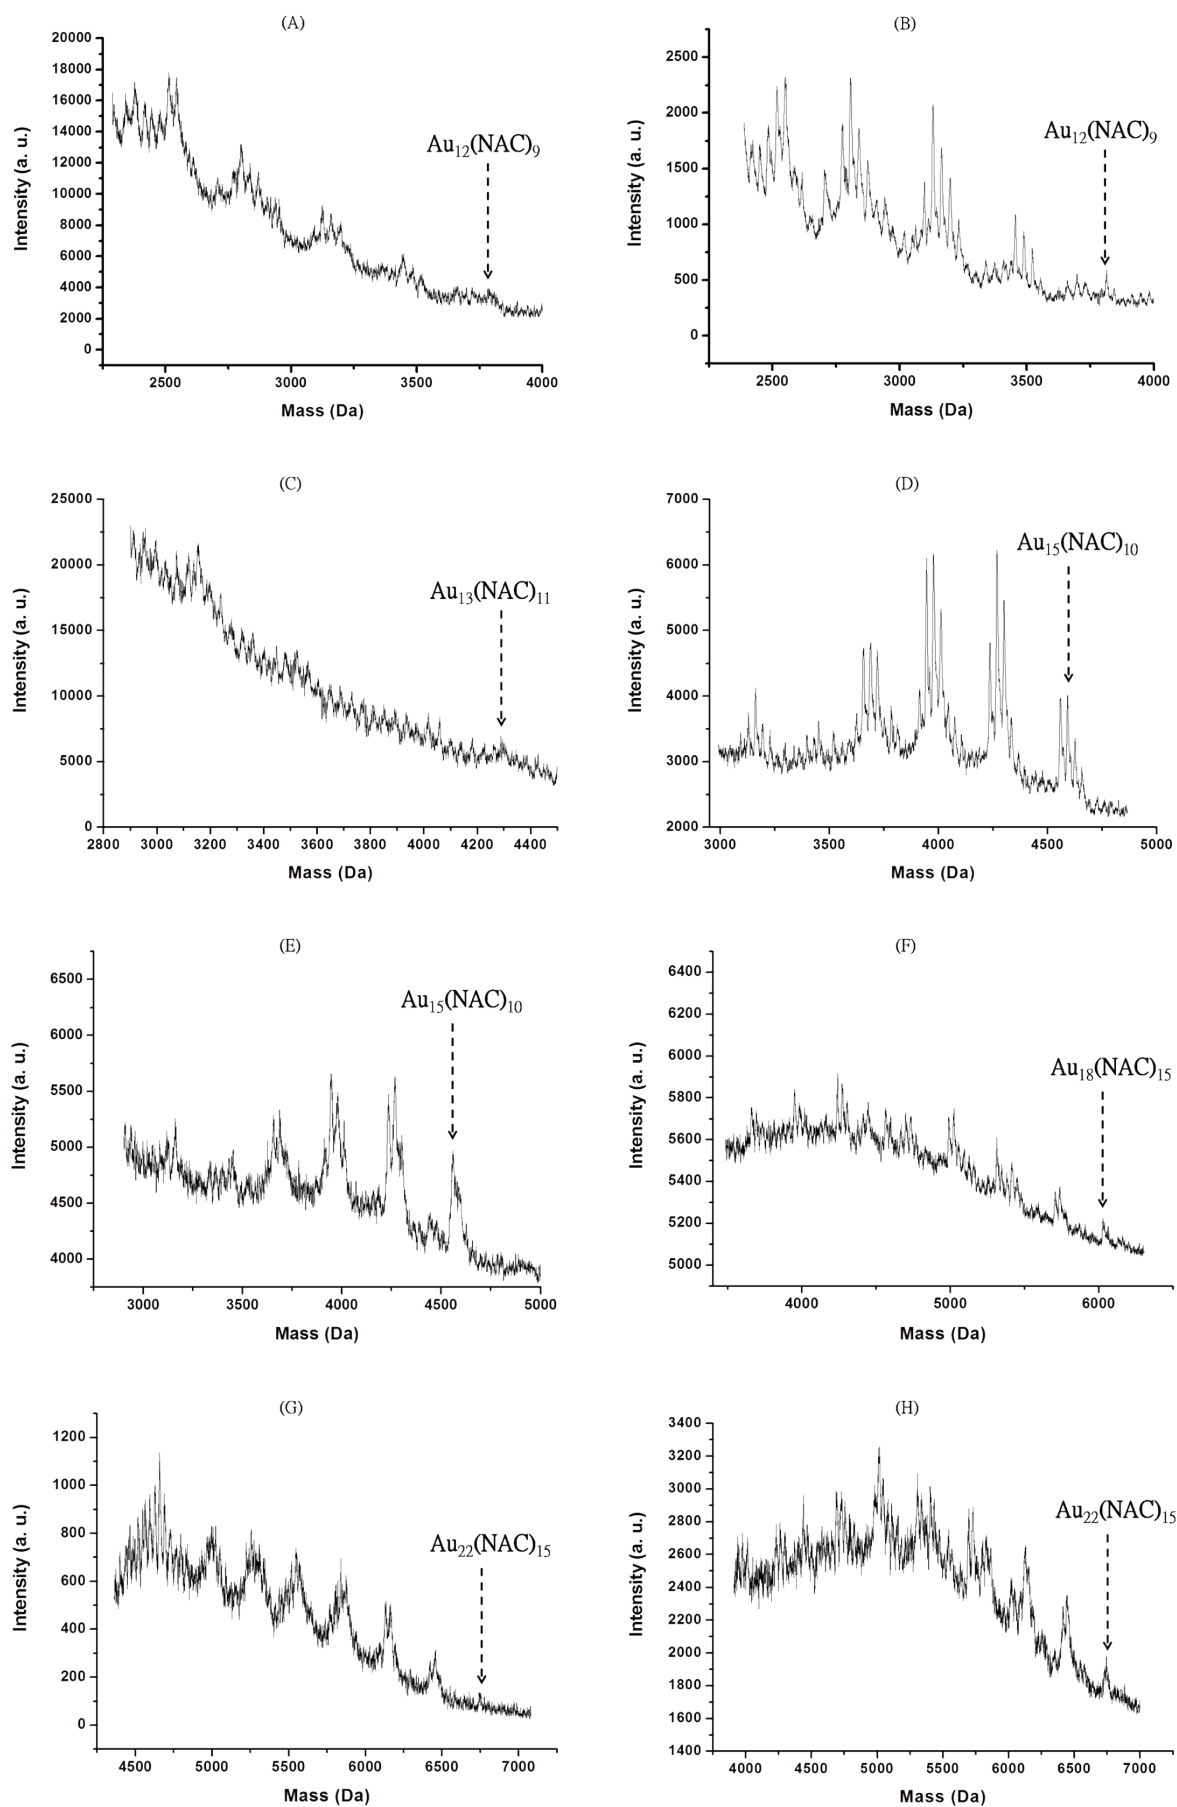 (A)
20000
18000
16000
14000
12000
10000
8000
6000
4000
2000
0
Intensity (a. u.)
Au12(NAC)9
2500 3000 3500 4000
Mass (Da)
(B)
2500
2000
1500
1000
500
0
Intensity (a. u.)
Au12(NAC)9
2500 3000 3500 4000
Mass (Da)
(C)
25000
20000
15000
10000
5000
0
Intensity (a. u.)
Au13(NAC)11
2800 3000 3200 3400 3600 3800 4000 4200 4400
Mass (Da)
(D)
7000
6000
5000
4000
3000
2000
Intensity (a. u.)
Au15(NAC)10
3000 3500 4000 4500 5000
Mass (Da)
(E)
6500
6000
5500
5000
4500
4000
Intensity (a. u.)
Au15(NAC)10
3000 3500 4000 4500 5000
Mass (Da)
(F)
6400
6200
6000
5800
5600
5400
5200
5000
Intensity (a. u.)
Au18(NAC)15
4000 5000 6000
Mass (Da)
(G)
1200
1000
800
600
400
200
0
Intensity (a. u.)
Au22(NAC)15
4500 5000 5500 6000 6500 7000
Mass (Da)
(H)
3400
3200
3000
2800
2600
2400
2200
2000
1800
1600
1400
Intensity (a. u.)
Au22(NAC)15
4000 4500 5000 5500 6000 6500 7000
Mass (Da)